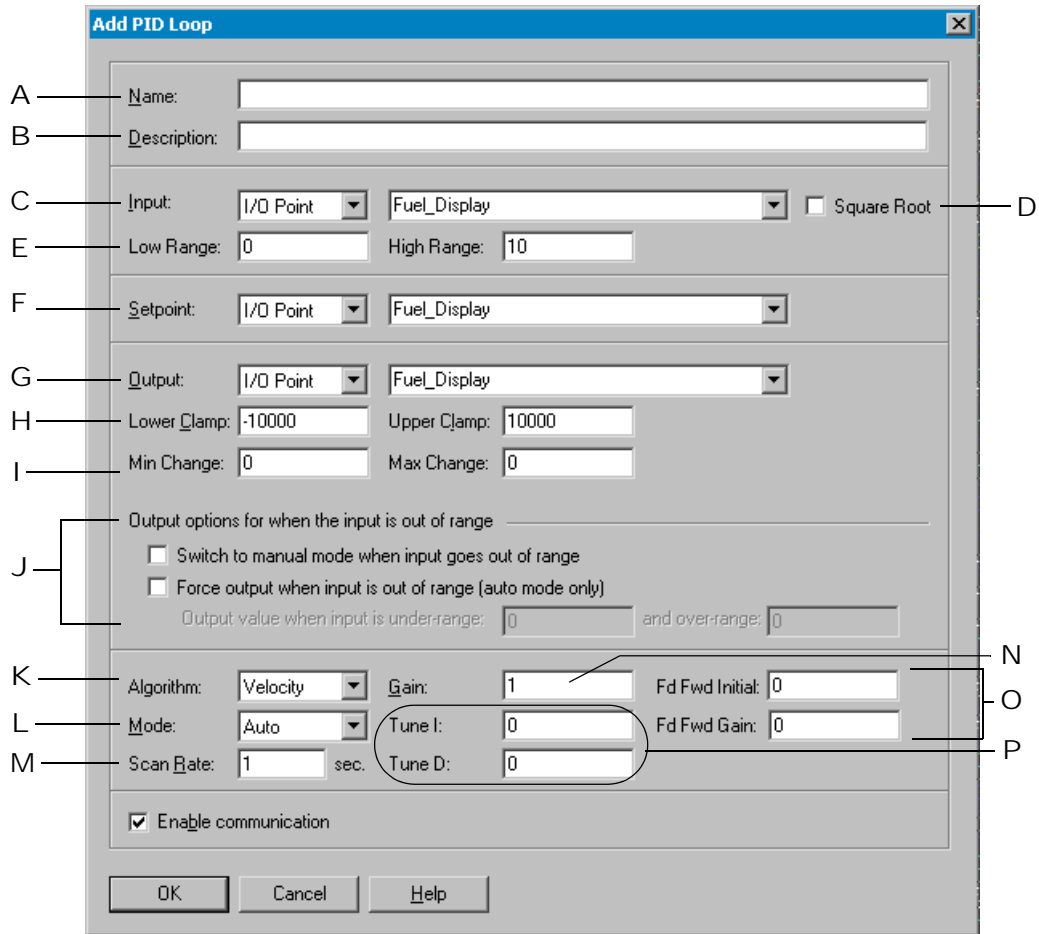 Add PID Loop
A Name:
B Description:
C Input: I/O Point Fuel_Display Square Root D
E Low Range: 0 High Range: 10
F Setpoint: I/O Point Fuel_Display
G Output: I/O Point Fuel_Display
H Lower Clamp: -10000 Upper Clamp: 10000
I Min Change: 0 Max Change: 0
Output options for when the input is out of range
J Switch to manual mode when input goes out of range
Force output when input is out of range (auto mode only)
Output value when input is under-range: 0 and over-range: 0
K Algorithm: Velocity Gain: 1 N Fd Fwd Initial: 0
L Mode: Auto Tune I: 0 Fd Fwd Gain: 0 O
M Scan Rate: 1 sec. Tune D: 0 P
Enable communication
OK Cancel Help